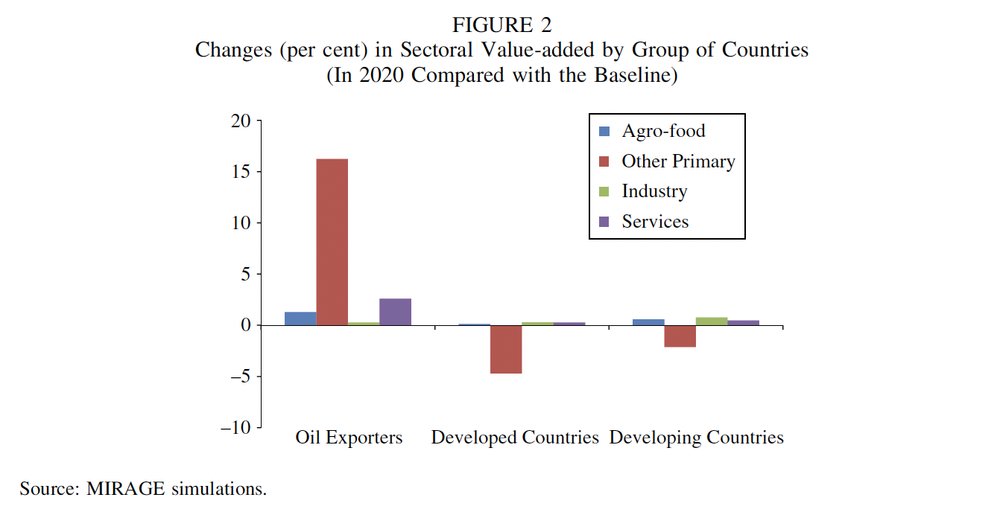 FIGURE 2
Changes (per cent) in Sectoral Value-added by Group of Countries
(In 2020 Compared with the Baseline)
20
15
10
5
0
–5
–10
Agro-food
Other Primary
Industry
Services
Oil Exporters
Developed Countries
Developing Countries
Source: MIRAGE simulations.